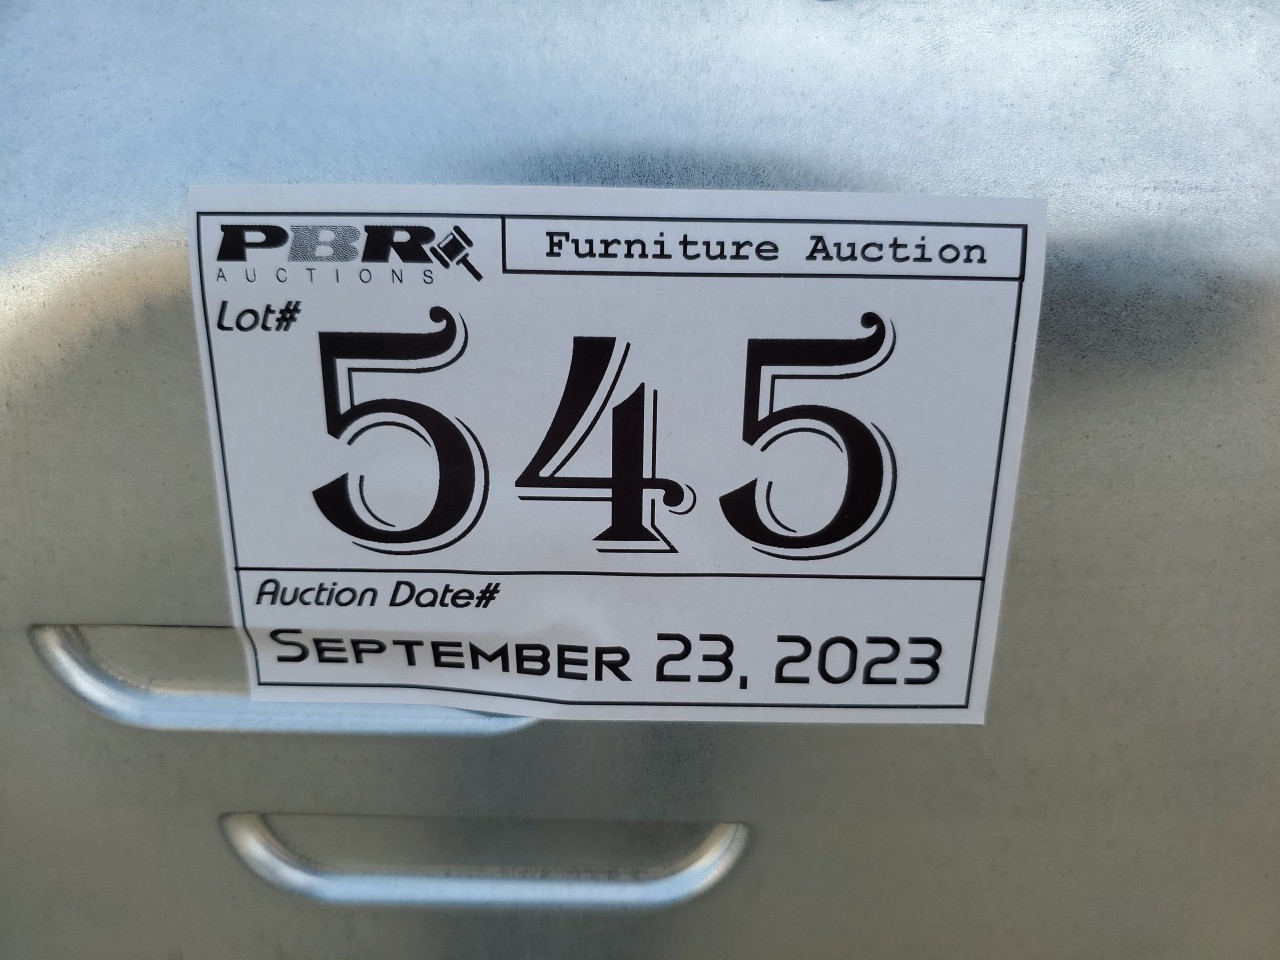 PBR
AUCTIONS
Furniture Auction
Lot#
545
Auction Date#
SEPTEMBER 23, 2023